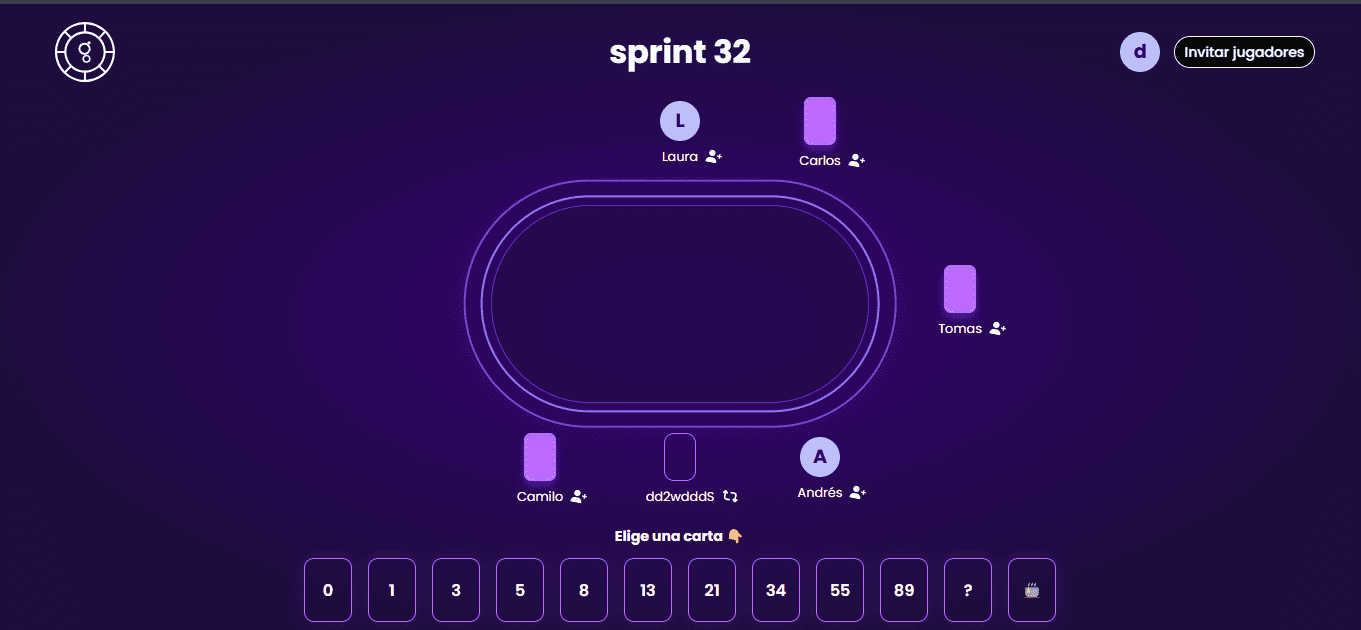 g
sprint 32
d
Invitar jugadores
L
Laura
Carlos
Tomas
Camilo
dd2wdddS
A
Andrés
Elige una carta
0 1 3 5 8 13 21 34 55 89 ?